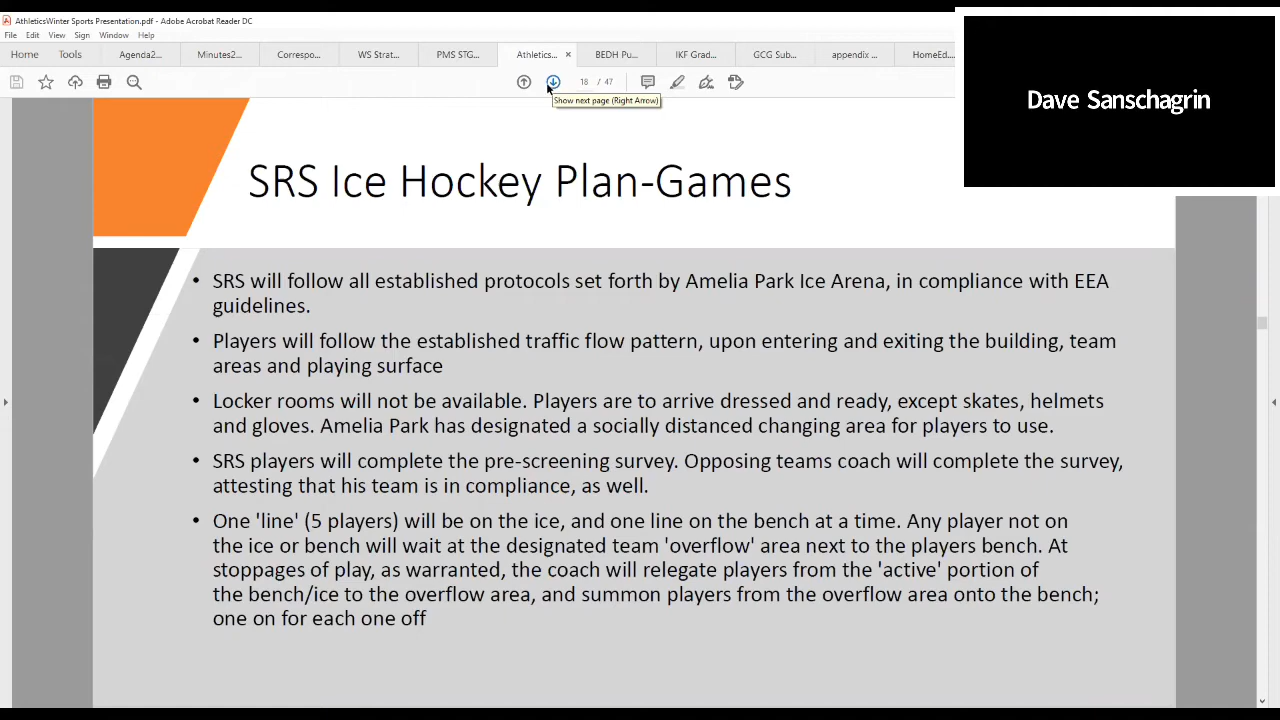 AthleticsWinter Sports Presentation.pdf - Adobe Acrobat Reader DC
File Edit View Sign Window Help
Home Tools Agenda2... Minutes2... Correspo... WS Strat... PMS STG... Athletics... × BEDH Pu... IKF Grad... GCG Sub... appendix ... HomeEd...
18 / 47
Show next page (Right Arrow)
Dave Sanschagrin
SRS Ice Hockey Plan-Games
• SRS will follow all established protocols set forth by Amelia Park Ice Arena, in compliance with EEA
guidelines.
• Players will follow the established traffic flow pattern, upon entering and exiting the building, team
areas and playing surface
• Locker rooms will not be available. Players are to arrive dressed and ready, except skates, helmets
and gloves. Amelia Park has designated a socially distanced changing area for players to use.
• SRS players will complete the pre-screening survey. Opposing teams coach will complete the survey,
attesting that his team is in compliance, as well.
• One 'line' (5 players) will be on the ice, and one line on the bench at a time. Any player not on
the ice or bench will wait at the designated team 'overflow' area next to the players bench. At
stoppages of play, as warranted, the coach will relegate players from the 'active' portion of
the bench/ice to the overflow area, and summon players from the overflow area onto the bench;
one on for each one off